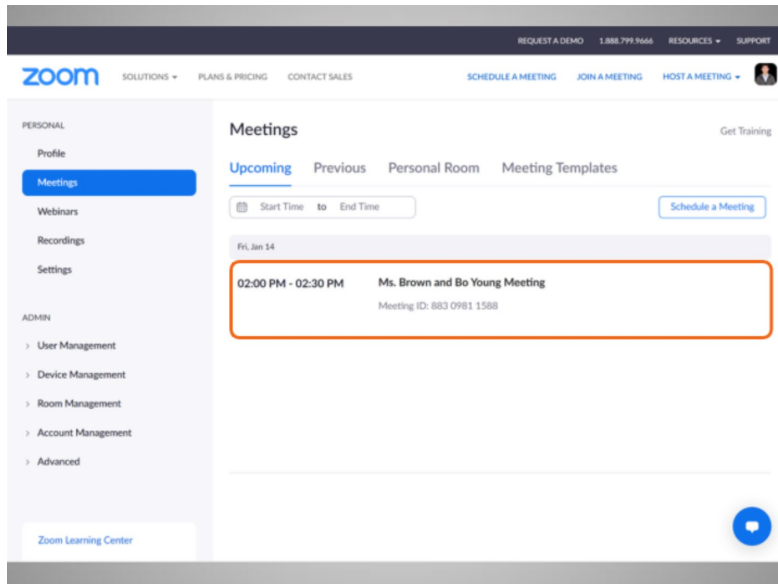 REQUEST A DEMO 1.888.799.9666 RESOURCES SUPPORT
zoom SOLUTIONS PLANS & PRICING CONTACT SALES SCHEDULE A MEETING JOIN A MEETING HOST A MEETING
PERSONAL
Profile
Meetings
Webinars
Recordings
Settings
ADMIN
User Management
Device Management
Room Management
Account Management
Advanced
Zoom Learning Center
Meetings
Get Training
Upcoming Previous Personal Room Meeting Templates
Start Time to End Time
Schedule a Meeting
Fri, Jan 14
02:00 PM - 02:30 PM Ms. Brown and Bo Young Meeting
Meeting ID: 883 0981 1588